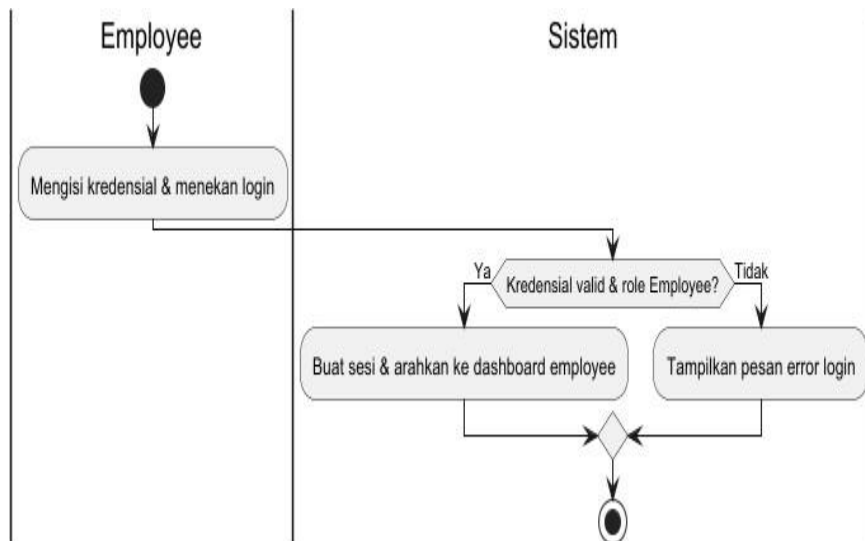 Employee
Sistem
Mengisi kredensial & menekan login
Ya
Kredensial valid & role Employee?
Tidak
Buat sesi & arahkan ke dashboard employee
Tampilkan pesan error login